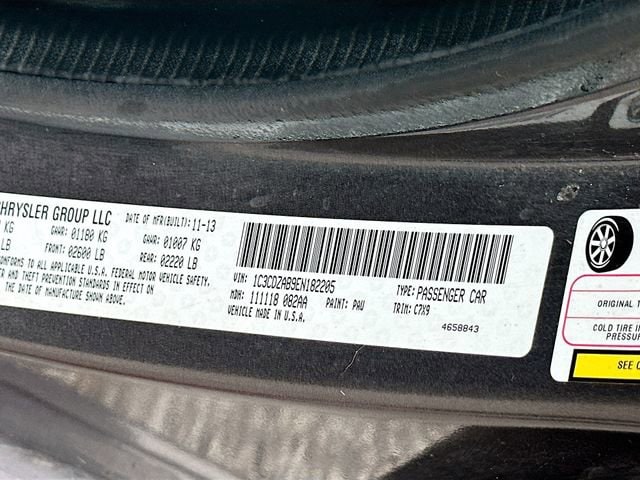 HRYSLER GROUP LLC DATE OF MFR(BUILT): 11-13
KG GAWR: 01180 KG GAWR: 01007 KG
LB FRONT: 02600 LB REAR: 02220 LB
ONFORMS TO ALL APPLICABLE U.S.A. FEDERAL MOTOR VEHICLE SAFETY,
ER AND THEFT PREVENTION STANDARDS IN EFFECT ON
DATE OF MANUFACTURE SHOWN ABOVE.
VIN: 1C3CDZAB9EN182205 TYPE: PASSENGER CAR
MDH: 111118 082AA PAINT: PAU TRIM: C7X9
VEHICLE MADE IN U.S.A. 4658843
ORIGINAL T
COLD TIRE IN
PRESSUR
SEE